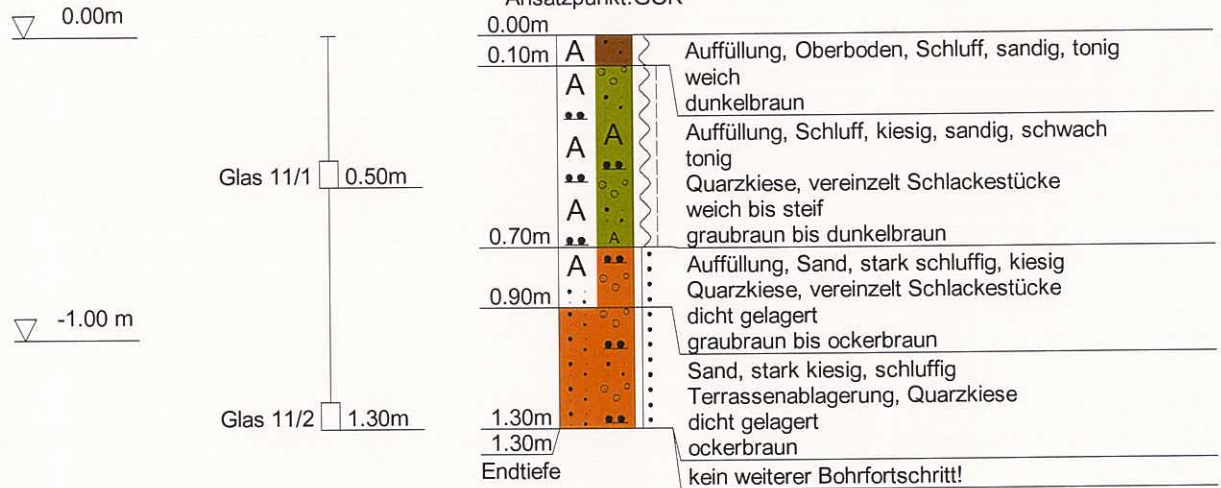 Ansatzpunkt:GOK
0.00m
0.00m
0.10m
A
Auffüllung, Oberboden, Schluff, sandig, tonig
weich
dunkelbraun
A
A
A
A
A
Auffüllung, Schluff, kiesig, sandig, schwach
tonig
Quarzkiese, vereinzelt Schlackestücke
weich bis steif
graubraun bis dunkelbraun
Glas 11/1
0.50m
0.70m
A
Auffüllung, Sand, stark schluffig, kiesig
Quarzkiese, vereinzelt Schlackestücke
dicht gelagert
graubraun bis ockerbraun
0.90m
-1.00 m
Sand, stark kiesig, schluffig
Terrassenablagerung, Quarzkiese
dicht gelagert
ockerbraun
Glas 11/2
1.30m
1.30m
1.30m
Endtiefe
kein weiterer Bohrfortschritt!